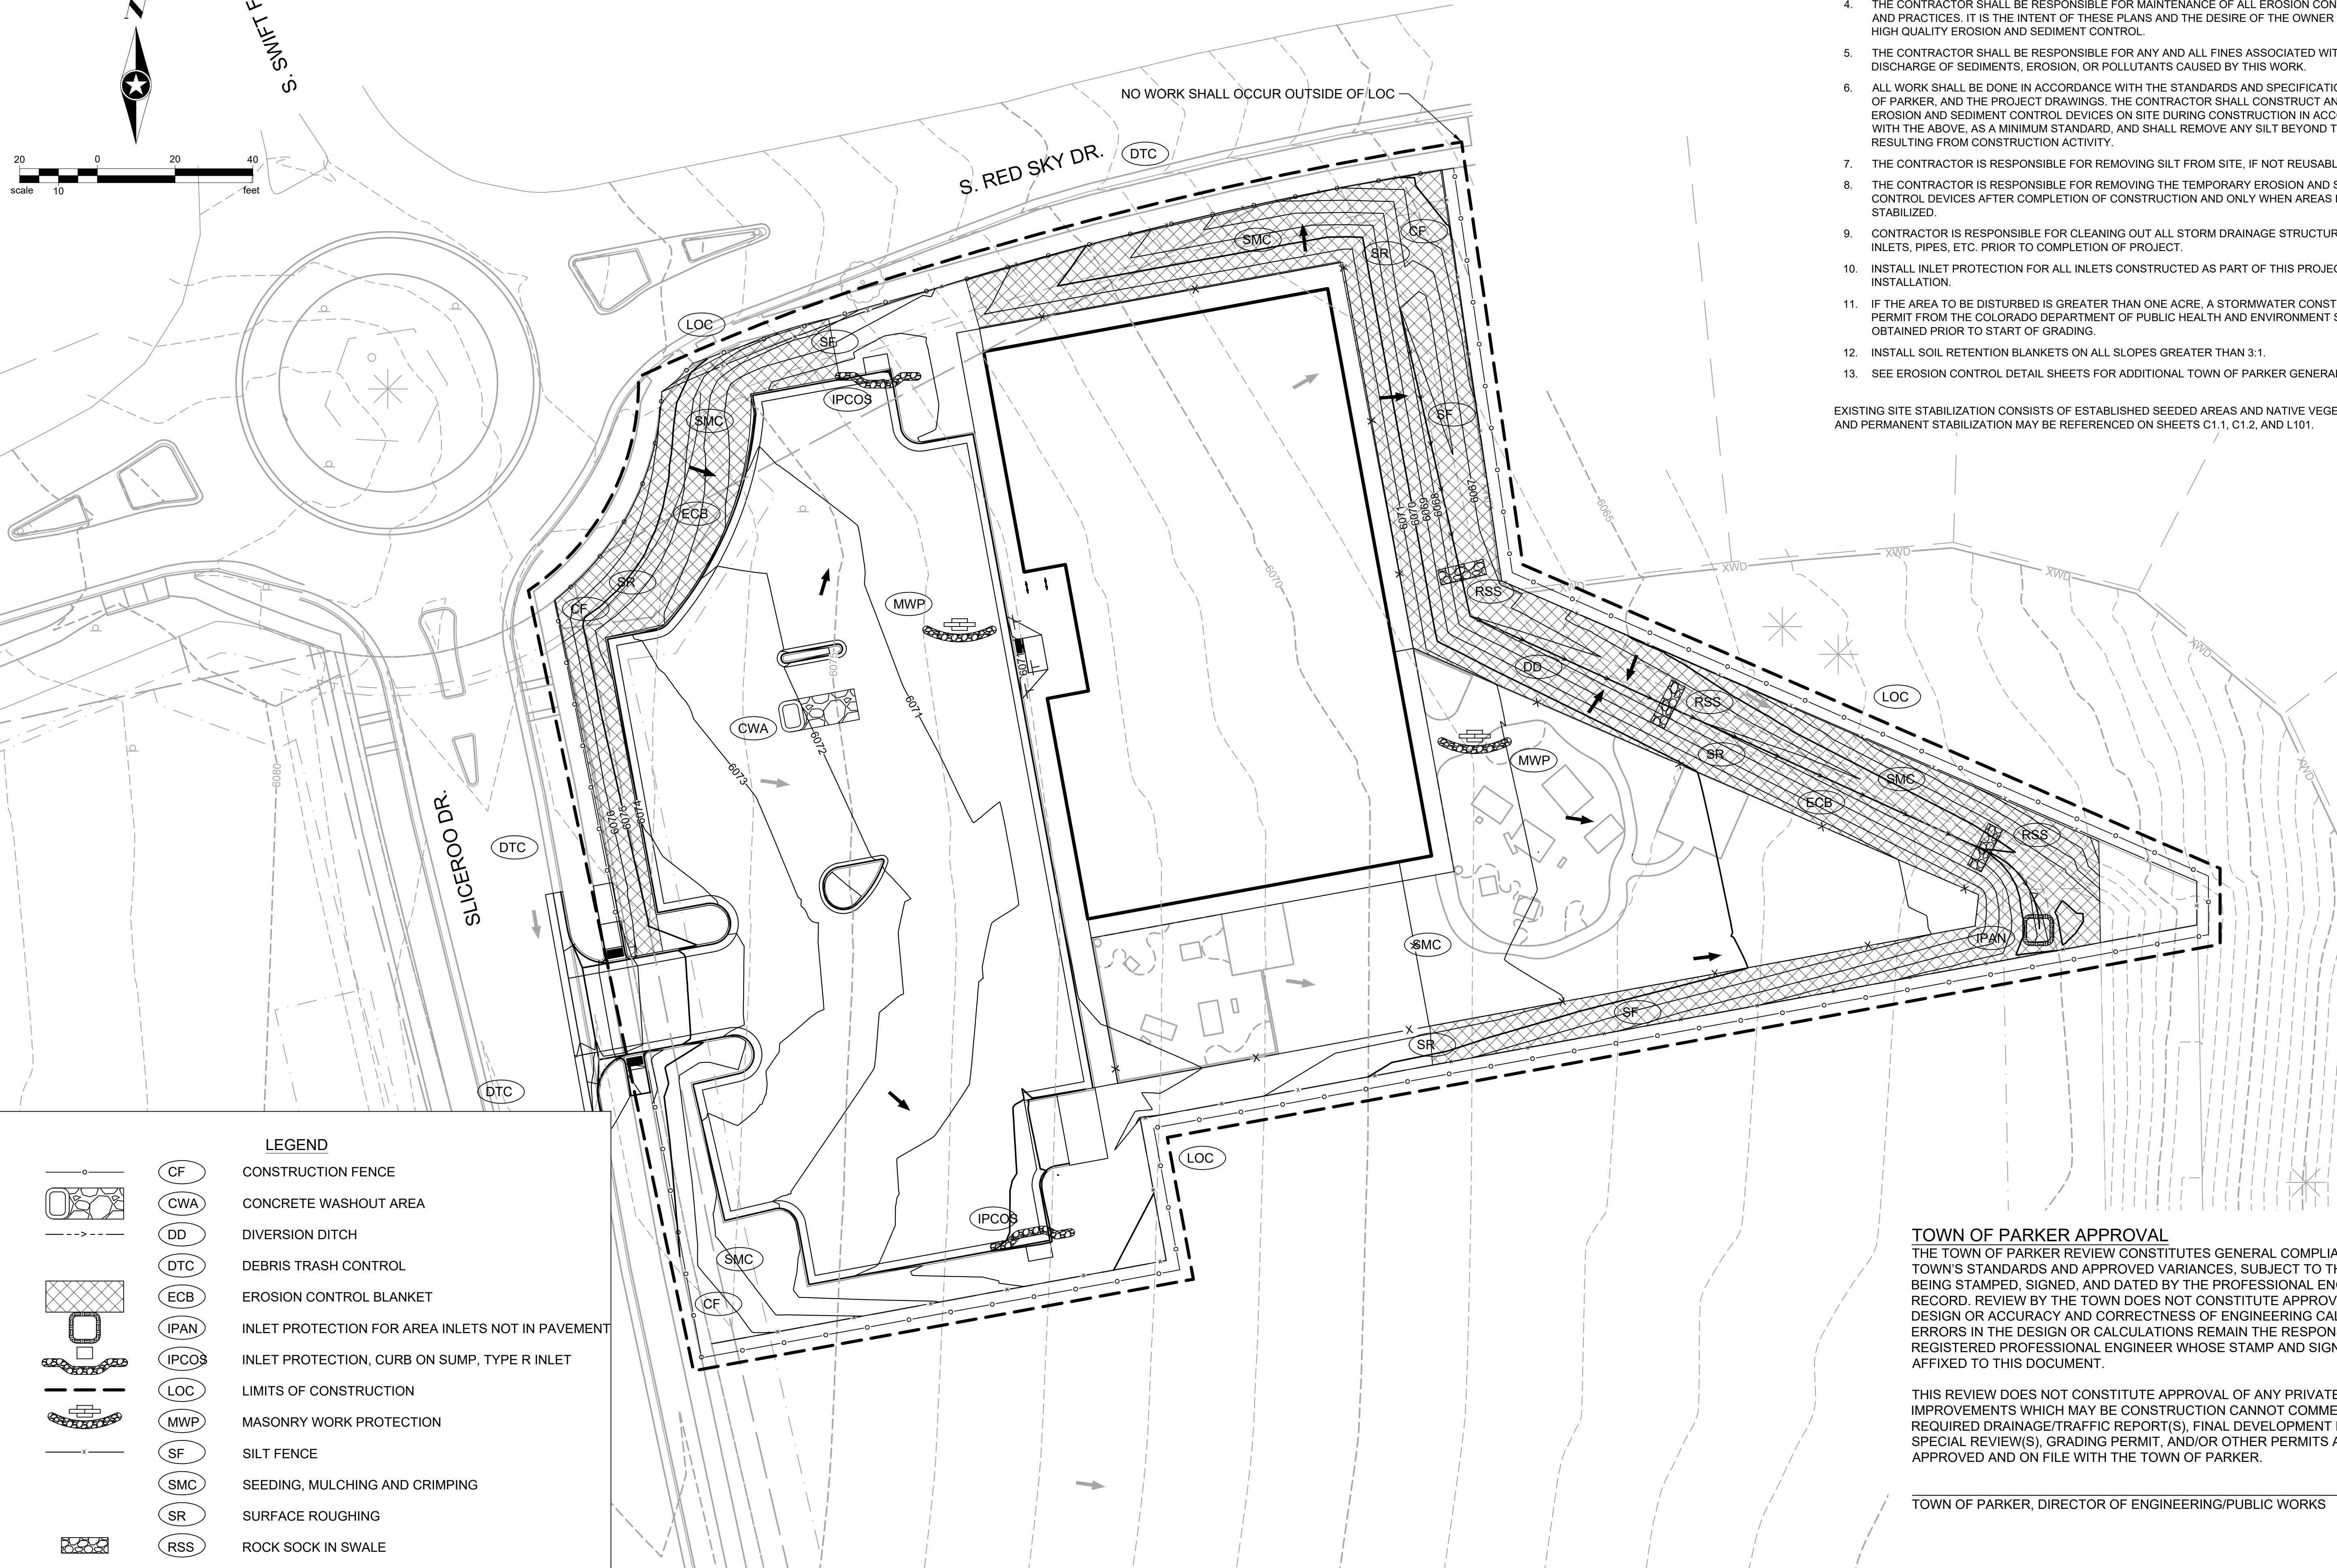 N
S. SWIFT
20 0 20 40
scale 10 feet
4. THE CONTRACTOR SHALL BE RESPONSIBLE FOR MAINTENANCE OF ALL EROSION CON
AND PRACTICES. IT IS THE INTENT OF THESE PLANS AND THE DESIRE OF THE OWNER
HIGH QUALITY EROSION AND SEDIMENT CONTROL.
5. THE CONTRACTOR SHALL BE RESPONSIBLE FOR ANY AND ALL FINES ASSOCIATED WIT
DISCHARGE OF SEDIMENTS, EROSION, OR POLLUTANTS CAUSED BY THIS WORK.
6. ALL WORK SHALL BE DONE IN ACCORDANCE WITH THE STANDARDS AND SPECIFICATIO
OF PARKER, AND THE PROJECT DRAWINGS. THE CONTRACTOR SHALL CONSTRUCT AN
EROSION AND SEDIMENT CONTROL DEVICES ON SITE DURING CONSTRUCTION IN ACCO
WITH THE ABOVE, AS A MINIMUM STANDARD, AND SHALL REMOVE ANY SILT BEYOND T
RESULTING FROM CONSTRUCTION ACTIVITY.
7. THE CONTRACTOR IS RESPONSIBLE FOR REMOVING SILT FROM SITE, IF NOT REUSABL
8. THE CONTRACTOR IS RESPONSIBLE FOR REMOVING THE TEMPORARY EROSION AND S
CONTROL DEVICES AFTER COMPLETION OF CONSTRUCTION AND ONLY WHEN AREAS
STABILIZED.
9. CONTRACTOR IS RESPONSIBLE FOR CLEANING OUT ALL STORM DRAINAGE STRUCTUR
INLETS, PIPES, ETC. PRIOR TO COMPLETION OF PROJECT.
10. INSTALL INLET PROTECTION FOR ALL INLETS CONSTRUCTED AS PART OF THIS PROJEC
INSTALLATION.
11. IF THE AREA TO BE DISTURBED IS GREATER THAN ONE ACRE, A STORMWATER CONST
PERMIT FROM THE COLORADO DEPARTMENT OF PUBLIC HEALTH AND ENVIRONMENT S
OBTAINED PRIOR TO START OF GRADING.
12. INSTALL SOIL RETENTION BLANKETS ON ALL SLOPES GREATER THAN 3:1.
13. SEE EROSION CONTROL DETAIL SHEETS FOR ADDITIONAL TOWN OF PARKER GENERAL
EXISTING SITE STABILIZATION CONSISTS OF ESTABLISHED SEEDED AREAS AND NATIVE VEGE
AND PERMANENT STABILIZATION MAY BE REFERENCED ON SHEETS C1.1, C1.2, AND L101.
NO WORK SHALL OCCUR OUTSIDE OF LOC
S. RED SKY DR.
DTC
CF
SMC
SR
LOC
SF
IPCOS
SMC
SF
ECB
6071
6070
6069
6068
6067
6065
6070
XWD
XWD
XWD
XWD
XWD
XWD
SR
CF
MWP
RSS
6071
6075
DD
RSS
LOC
CWA
6071
6072
6073
MWP
SR
SMC
ECB
RSS
6080
6076
6075
6074
DTC
SLICEROO DR.
SMC
IPAN
SF
SR
DTC
LOC
IPCOS
SMC
CF
LEGEND
CF CONSTRUCTION FENCE
CWA CONCRETE WASHOUT AREA
DD DIVERSION DITCH
DTC DEBRIS TRASH CONTROL
ECB EROSION CONTROL BLANKET
IPAN INLET PROTECTION FOR AREA INLETS NOT IN PAVEMENT
IPCOS INLET PROTECTION, CURB ON SUMP, TYPE R INLET
LOC LIMITS OF CONSTRUCTION
MWP MASONRY WORK PROTECTION
SF SILT FENCE
SMC SEEDING, MULCHING AND CRIMPING
SR SURFACE ROUGHING
RSS ROCK SOCK IN SWALE
TOWN OF PARKER APPROVAL
THE TOWN OF PARKER REVIEW CONSTITUTES GENERAL COMPLIA
TOWN'S STANDARDS AND APPROVED VARIANCES, SUBJECT TO TH
BEING STAMPED, SIGNED, AND DATED BY THE PROFESSIONAL EN
RECORD. REVIEW BY THE TOWN DOES NOT CONSTITUTE APPROV
DESIGN OR ACCURACY AND CORRECTNESS OF ENGINEERING CAL
ERRORS IN THE DESIGN OR CALCULATIONS REMAIN THE RESPON
REGISTERED PROFESSIONAL ENGINEER WHOSE STAMP AND SIGN
AFFIXED TO THIS DOCUMENT.
THIS REVIEW DOES NOT CONSTITUTE APPROVAL OF ANY PRIVATE
IMPROVEMENTS WHICH MAY BE CONSTRUCTION CANNOT COMME
REQUIRED DRAINAGE/TRAFFIC REPORT(S), FINAL DEVELOPMENT
SPECIAL REVIEW(S), GRADING PERMIT, AND/OR OTHER PERMITS A
APPROVED AND ON FILE WITH THE TOWN OF PARKER.
TOWN OF PARKER, DIRECTOR OF ENGINEERING/PUBLIC WORKS